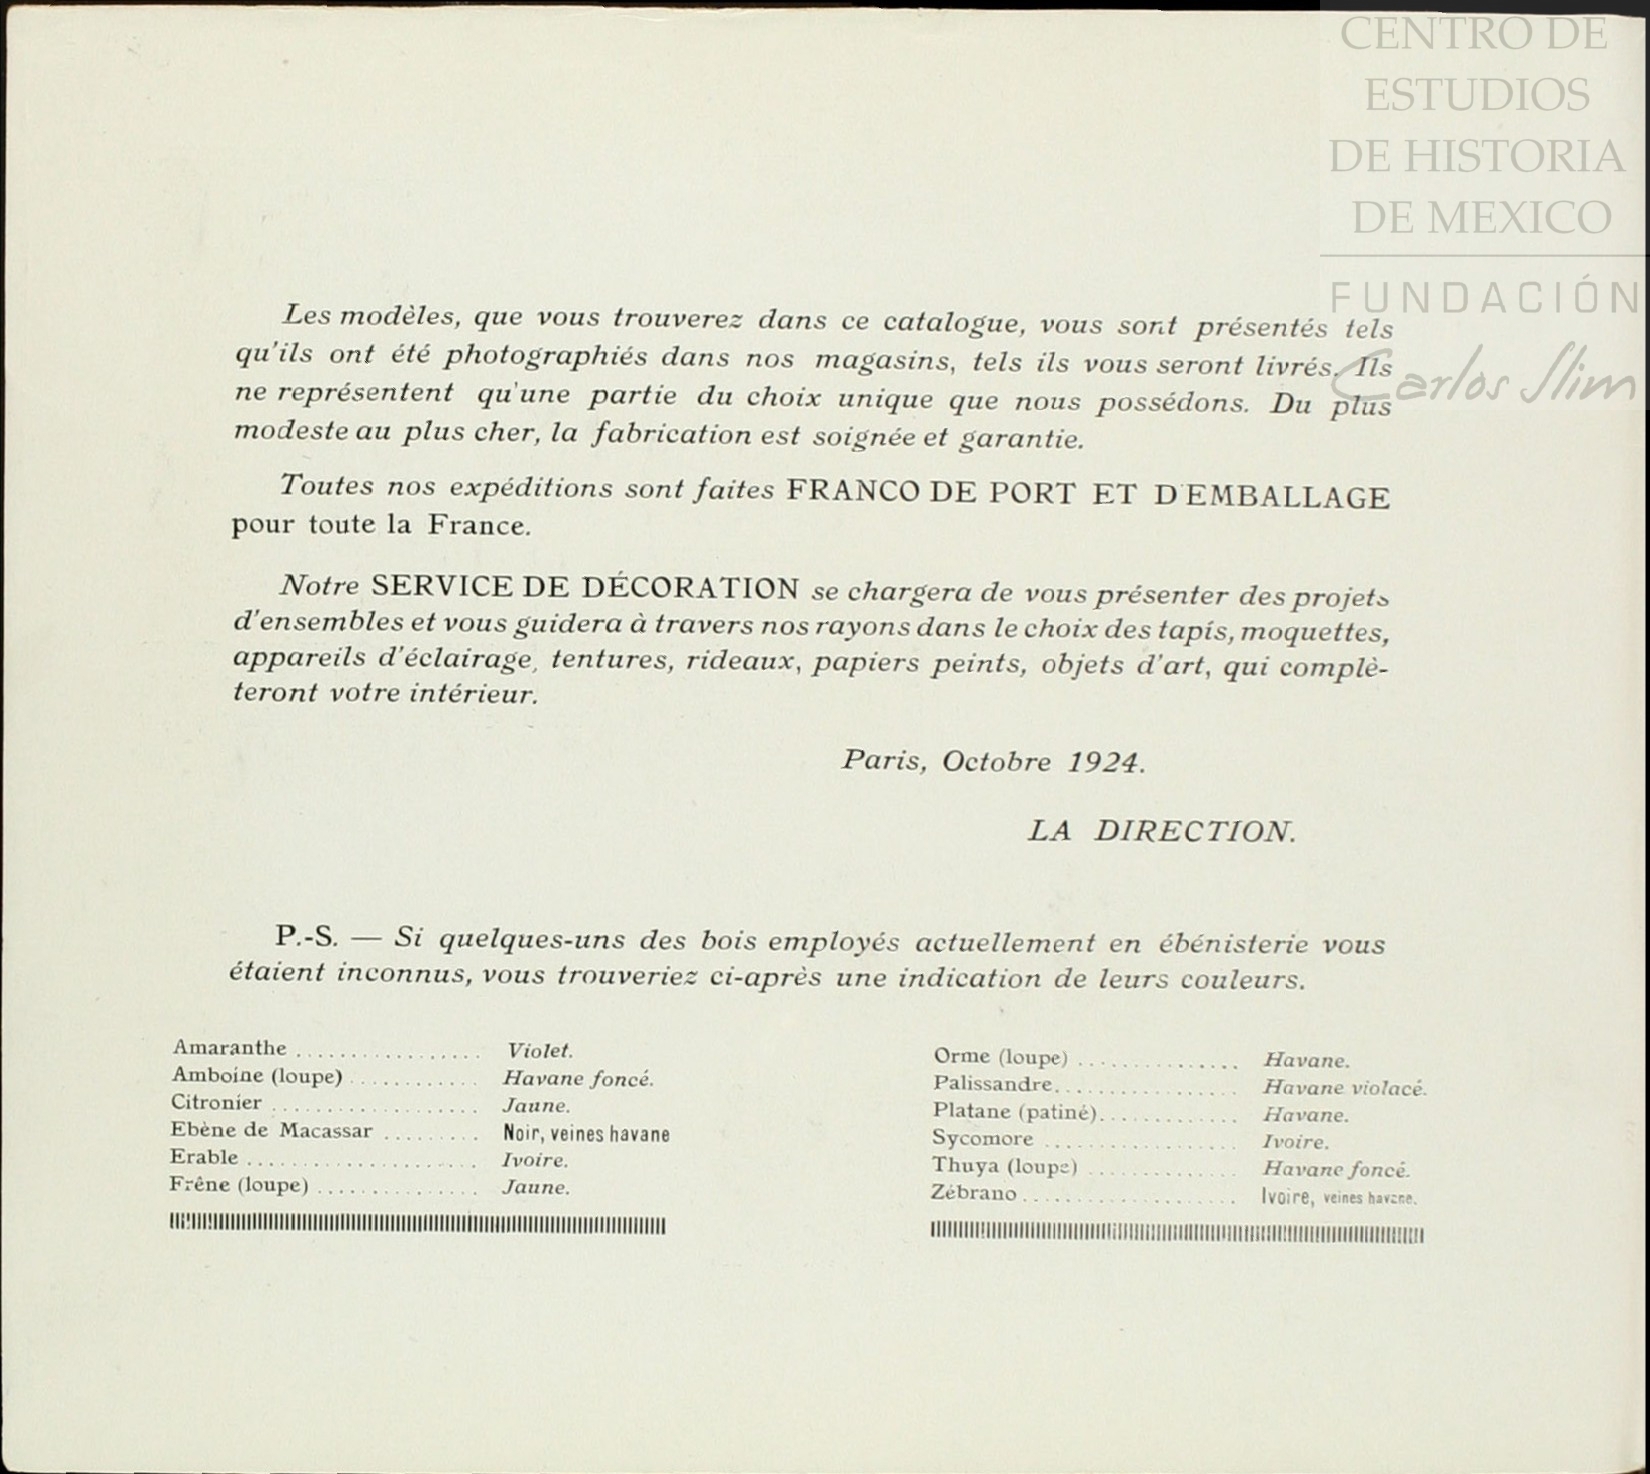 CENTRO DE
ESTUDIOS
DE HISTORIA
DE MEXICO
FUNDACIÓN
Carlos Slim
Les modèles, que vous trouverez dans ce catalogue, vous sont présentés tels
qu'ils ont été photographiés dans nos magasins, tels ils vous seront livrés. Ils
ne représentent qu'une partie du choix unique que nous possédons. Du plus
modeste au plus cher, la fabrication est soignée et garantie.
Toutes nos expéditions sont faites FRANCO DE PORT ET D'EMBALLAGE
pour toute la France.
Notre SERVICE DE DÉCORATION se chargera de vous présenter des projets
d'ensembles et vous guidera à travers nos rayons dans le choix des tapis, moquettes,
appareils d'éclairage, tentures, rideaux, papiers peints, objets d'art, qui complè-
teront votre intérieur.
Paris, Octobre 1924.
LA DIRECTION.
P.-S. — Si quelques-uns des bois employés actuellement en ébénisterie vous
étaient inconnus, vous trouveriez ci-après une indication de leurs couleurs.
Amaranthe ................. Violet.
Amboine (loupe) ............ Havane foncé.
Citronier ................... Jaune.
Ebène de Macassar ......... Noir, veines havane
Erable ..................... Ivoire.
Frêne (loupe) ............... Jaune.
Orme (loupe) ............... Havane.
Palissandre................. Havane violacé.
Platane (patiné)............. Havane.
Sycomore .................. Ivoire.
Thuya (loupe) .............. Havane foncé.
Zébrano.................... Ivoire, veines havane.